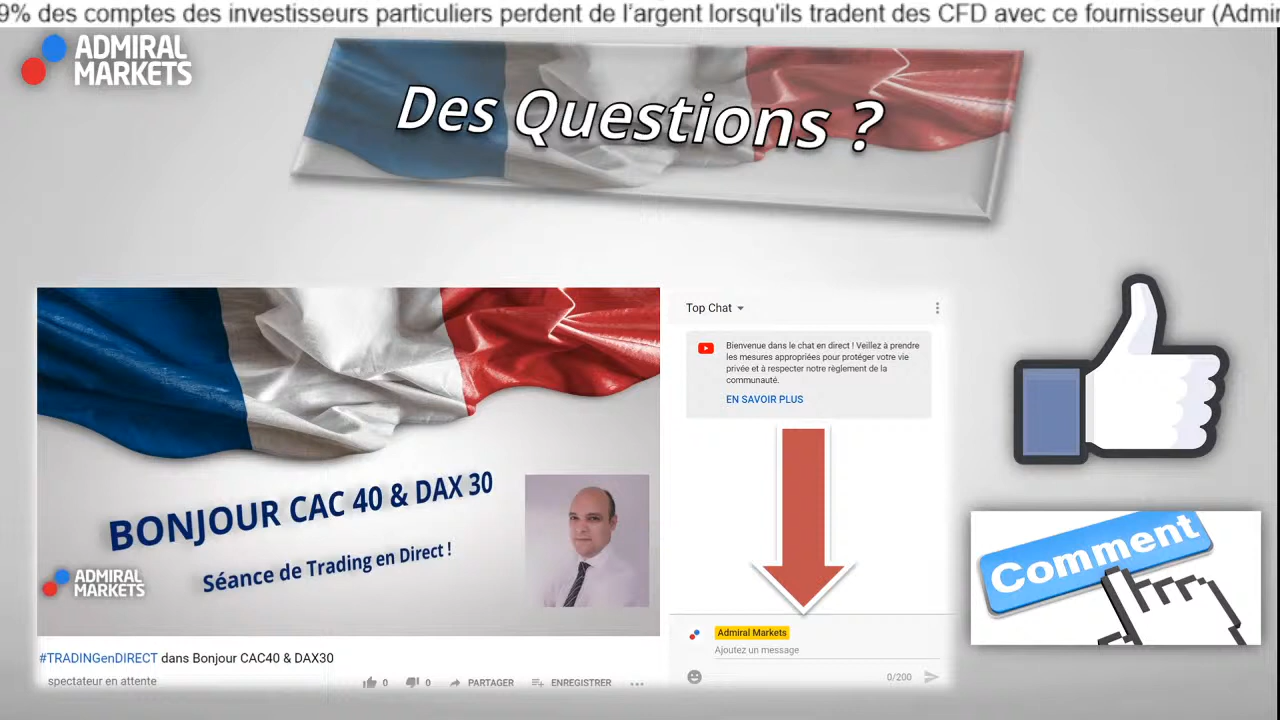 9% des comptes des investisseurs particuliers perdent de l’argent lorsqu'ils tradent des CFD avec ce fournisseur (Admir
ADMIRAL
MARKETS
Des Questions ?
Top Chat
Bienvenue dans le chat en direct ! Veillez à prendre
les mesures appropriées pour protéger votre vie
privée et à respecter notre règlement de la
communauté.
EN SAVOIR PLUS
BONJOUR CAC 40 & DAX 30
Séance de Trading en Direct !
ADMIRAL
MARKETS
Comment
Admiral Markets
Ajoutez un message
0/200
#TRADINGenDIRECT dans Bonjour CAC40 & DAX30
spectateur en attente
0 0 PARTAGER ENREGISTRER